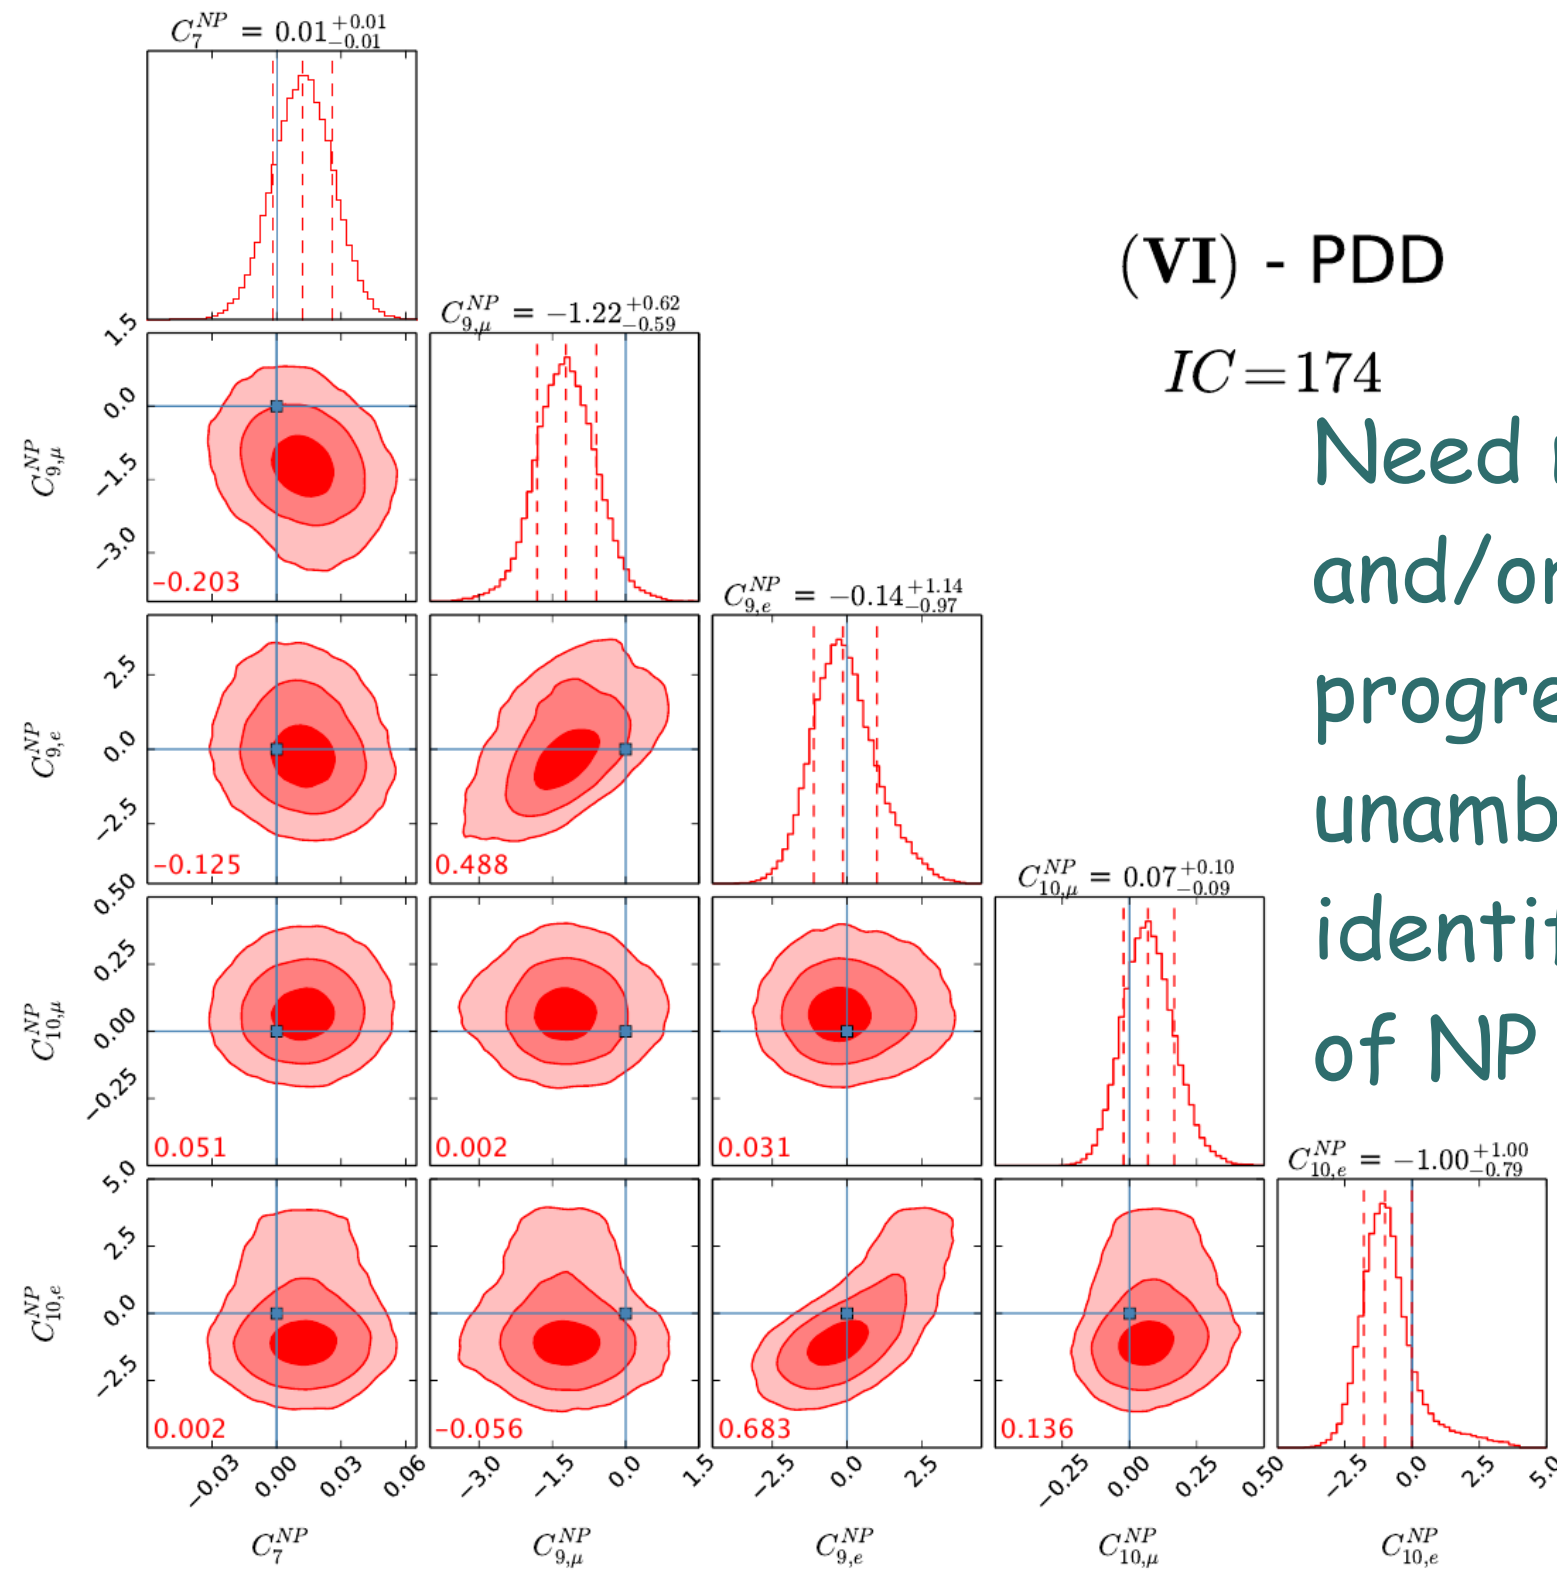 C_7^{NP} = 0.01^{+0.01}_{-0.01}
1.5
0.0
−1.5
−3.0
C_{9,μ}^{NP}
C_{9,μ}^{NP} = −1.22^{+0.62}_{-0.59}
−0.203
(VI) - PDD
IC=174
Need
and/or
progre
unamb
identif
of NP
C_{9,e}^{NP} = −0.14^{+1.14}_{-0.97}
2.5
0.0
−2.5
C_{9,e}^{NP}
−0.125
0.488
C_{10,μ}^{NP} = 0.07^{+0.10}_{-0.09}
0.50
0.25
0.00
−0.25
C_{10,μ}^{NP}
0.051
0.002
0.031
C_{10,e}^{NP} = −1.00^{+1.00}_{-0.79}
5.0
2.5
0.0
−2.5
C_{10,e}^{NP}
0.002
−0.056
0.683
0.136
−0.03 0.00 0.03 0.06
−3.0 −1.5 0.0 1.5
−2.5 0.0 2.5
−0.25 0.00 0.25 0.50
−2.5 0.0 2.5 5.0
C_7^{NP}
C_{9,μ}^{NP}
C_{9,e}^{NP}
C_{10,μ}^{NP}
C_{10,e}^{NP}